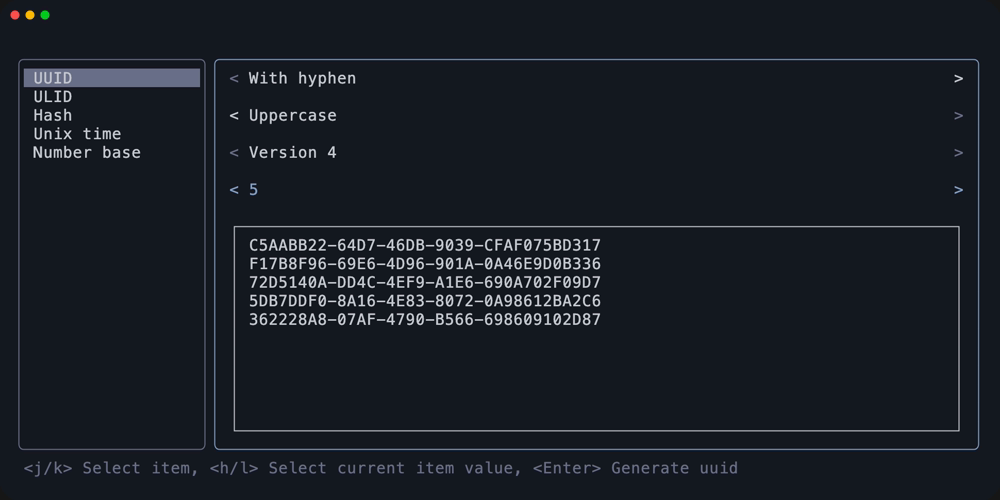 UUID
ULID
Hash
Unix time
Number base
< With hyphen >
< Uppercase >
< Version 4 >
< 5 >
C5AABB22-64D7-46DB-9039-CFAF075BD317
F17B8F96-69E6-4D96-901A-0A46E9D0B336
72D5140A-DD4C-4EF9-A1E6-690A702F09D7
5DB7DDF0-8A16-4E83-8072-0A98612BA2C6
362228A8-07AF-4790-B566-698609102D87
<j/k> Select item, <h/l> Select current item value, <Enter> Generate uuid